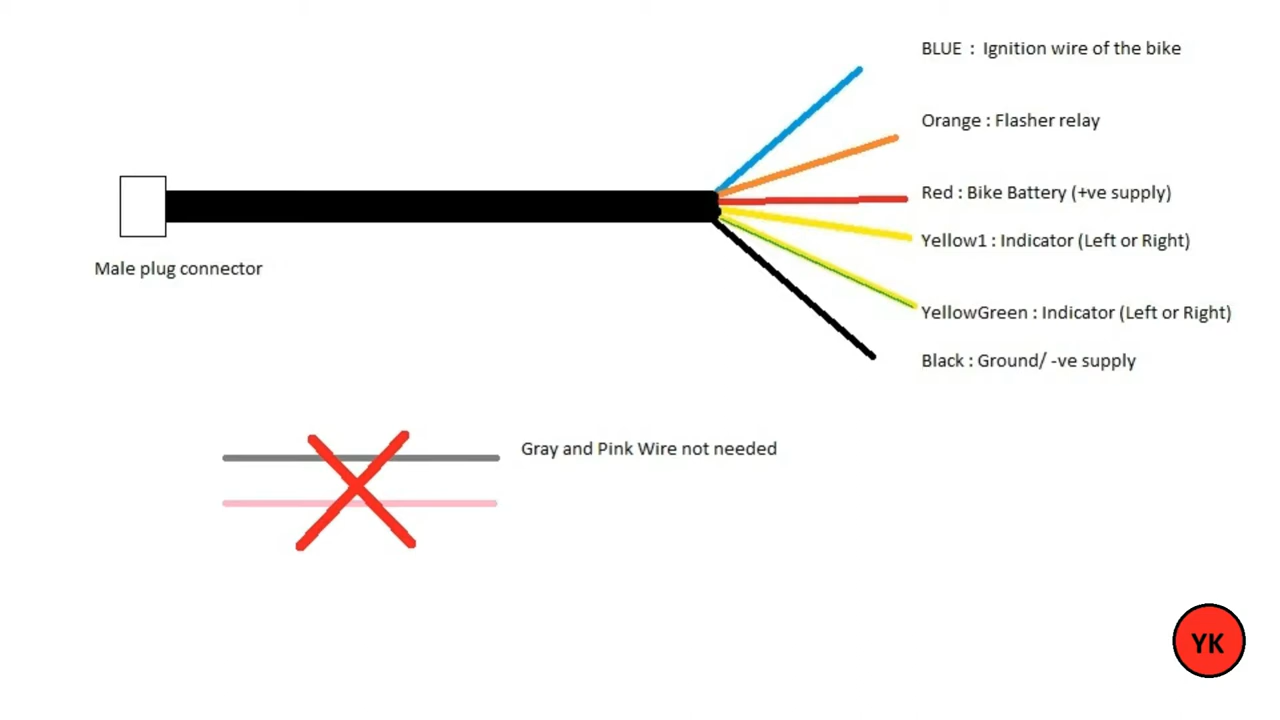 BLUE : Ignition wire of the bike
Orange : Flasher relay
Red : Bike Battery (+ve supply)
Yellow1 : Indicator (Left or Right)
Male plug connector
YellowGreen : Indicator (Left or Right)
Black : Ground/ -ve supply
Gray and Pink Wire not needed
YK